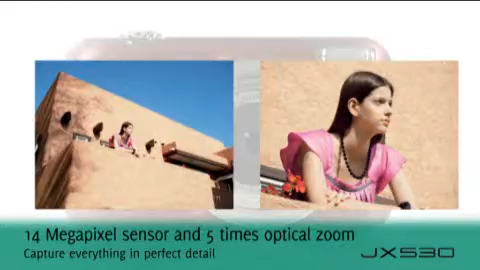 14 Megapixel sensor and 5 times optical zoom
Capture everything in perfect detail
JX530